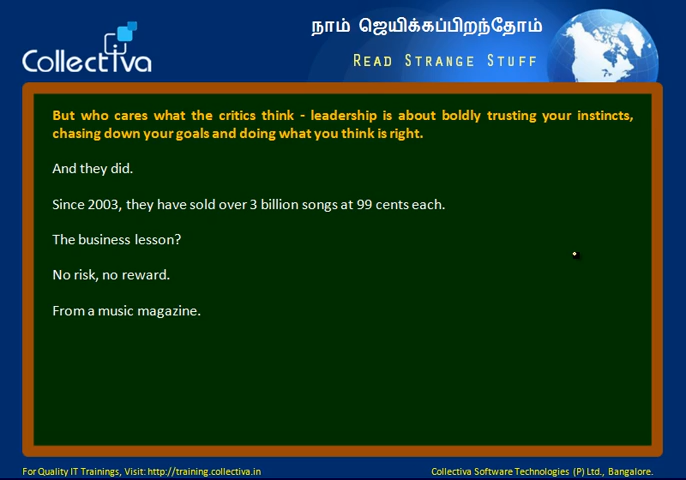 Collectiva
நாம் ஜெயிக்கப்பிறந்தோம்
READ STRANGE STUFF
But who cares what the critics think - leadership is about boldly trusting your instincts,
chasing down your goals and doing what you think is right.
And they did.
Since 2003, they have sold over 3 billion songs at 99 cents each.
The business lesson?
No risk, no reward.
From a music magazine.
For Quality IT Trainings, Visit: http://training.collectiva.in
Collectiva Software Technologies (P) Ltd., Bangalore.